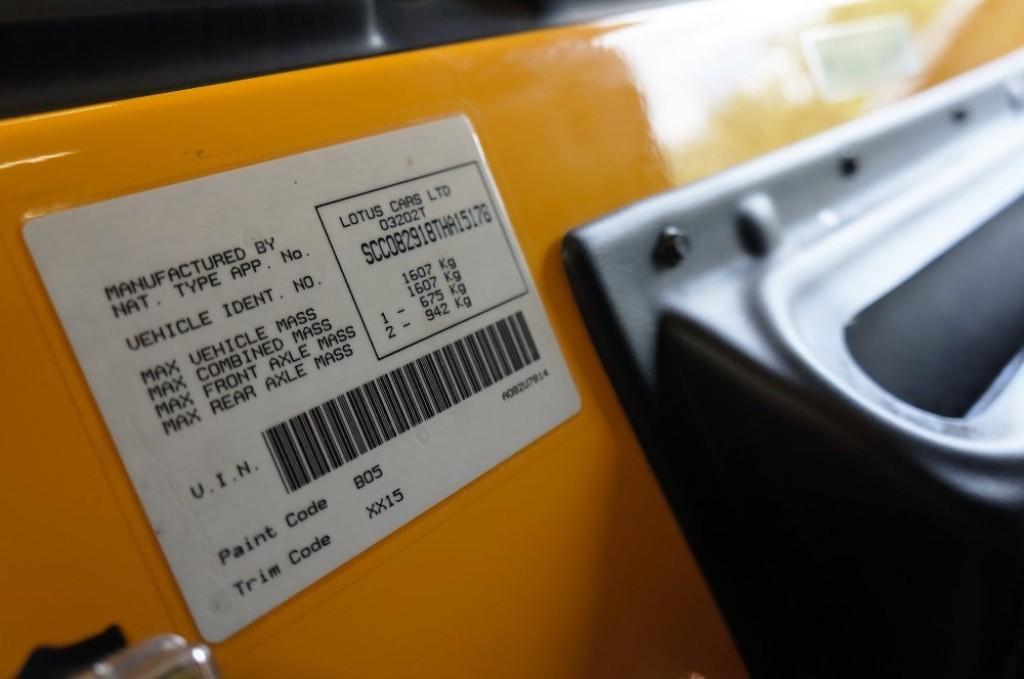 MANUFACTURED BY LOTUS CARS LTD
NAT. TYPE APP. No. 03202T
VEHICLE IDENT. NO. SCC082918THA15178
MAX VEHICLE MASS 1607 Kg
MAX COMBINED MASS 1607 Kg
MAX FRONT AXLE MASS 1 - 675 Kg
MAX REAR AXLE MASS 2 - 942 Kg
V.I.N.
A082U7014
Paint Code B05
Trim Code XX15